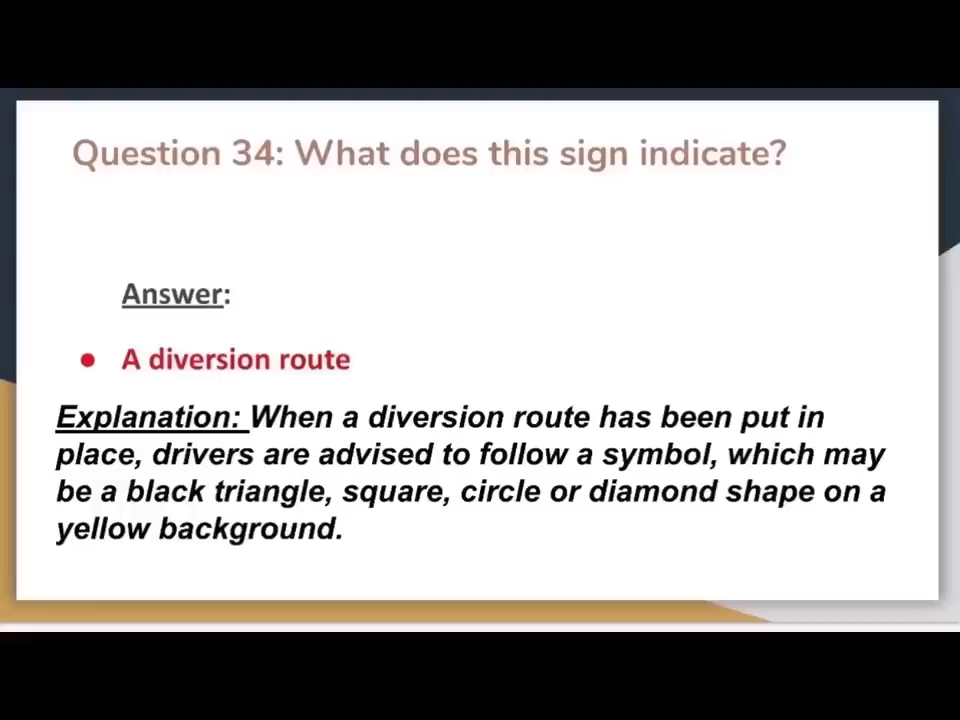 Question 34: What does this sign indicate?
Answer:
● A diversion route
Explanation: When a diversion route has been put in
place, drivers are advised to follow a symbol, which may
be a black triangle, square, circle or diamond shape on a
yellow background.